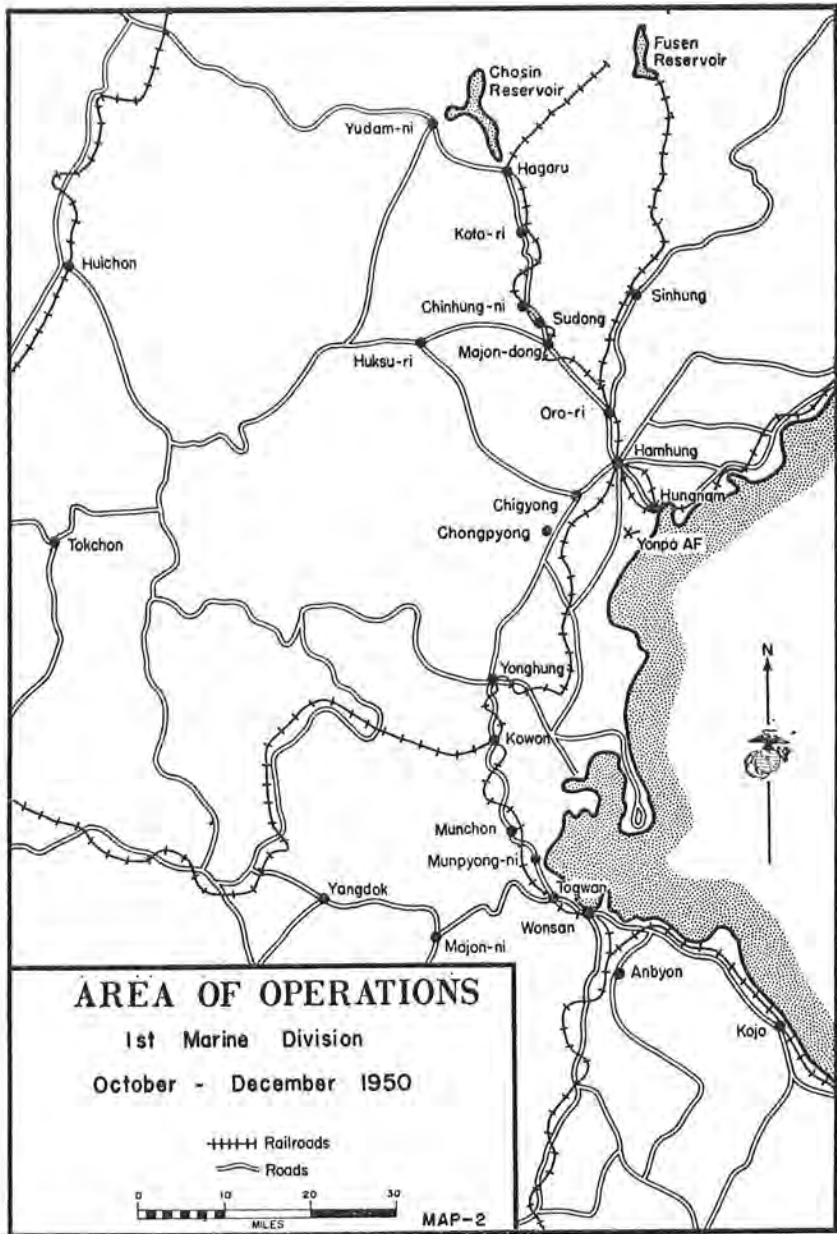 Fusen
Reservoir
Chosin
Reservoir
Yudam-ni
Hagaru
Koto-ri
Huichon
Sinhung
Chinhung-ni
Sudong
Huksu-ri
Majon-dong
Oro-ri
Hamhung
Chigyong
Hungnam
Chongpyong
Yonpo AF
Tokchon
N
Yonghung
Kowon
Munchon
Munpyong-ni
Togwan
Yangdok
Wonsan
Majon-ni
Anbyon
Kojo
AREA OF OPERATIONS
1st Marine Division
October - December 1950
Railroads
Roads
0 10 20 30
MILES
MAP-2